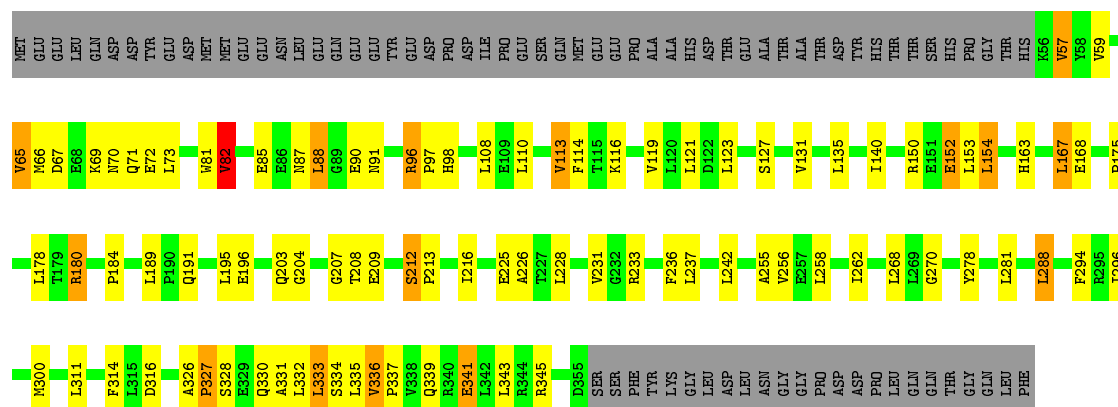 MET GLU GLU LEU GLN ASP ASP TYR GLU ASP MET MET GLU GLU ASN LEU GLU GLN GLU GLU TYR GLU ASP PRO ASP ILE PRO GLU SER GLN MET GLU GLU PRO ALA ALA HIS ASP THR GLU ALA THR ALA THR ASP TYR HIS THR THR SER HIS PRO GLY THR HIS K56 V57 Y58 V59
V65 M66 D67 E68 K69 N70 Q71 E72 L73 W81 V82 E85 E86 N87 L88 G89 E90 N91 R96 P97 H98 L108 E109 L110 V113 F114 T115 K116 V119 L120 L121 D122 L123 S127 V131 L135 I140 R150 E151 E152 L153 L154 H163 L167 E168
L178 T179 R180 P184 L189 P190 Q191 L195 E196 Q203 G204 G207 T208 E209 S212 P213 I216 E225 A226 T227 L228 V231 G232 R233 F236 L237 L242 A255 V256 E257 L258 I262 L268 L269 G270 Y278 L281 L288 F294 R295
M300 L311 F314 L315 D316 A326 P327 S328 E329 Q330 A331 L332 L333 S334 L335 V336 P337 V338 Q339 R340 E341 L342 L343 R344 R345 D355 SER SER PHE TYR LYS GLY LEU ASP LEU ASN GLY GLY PRO ASP ASP PRO LEU GLN GLN THR GLY GLN LEU PHE